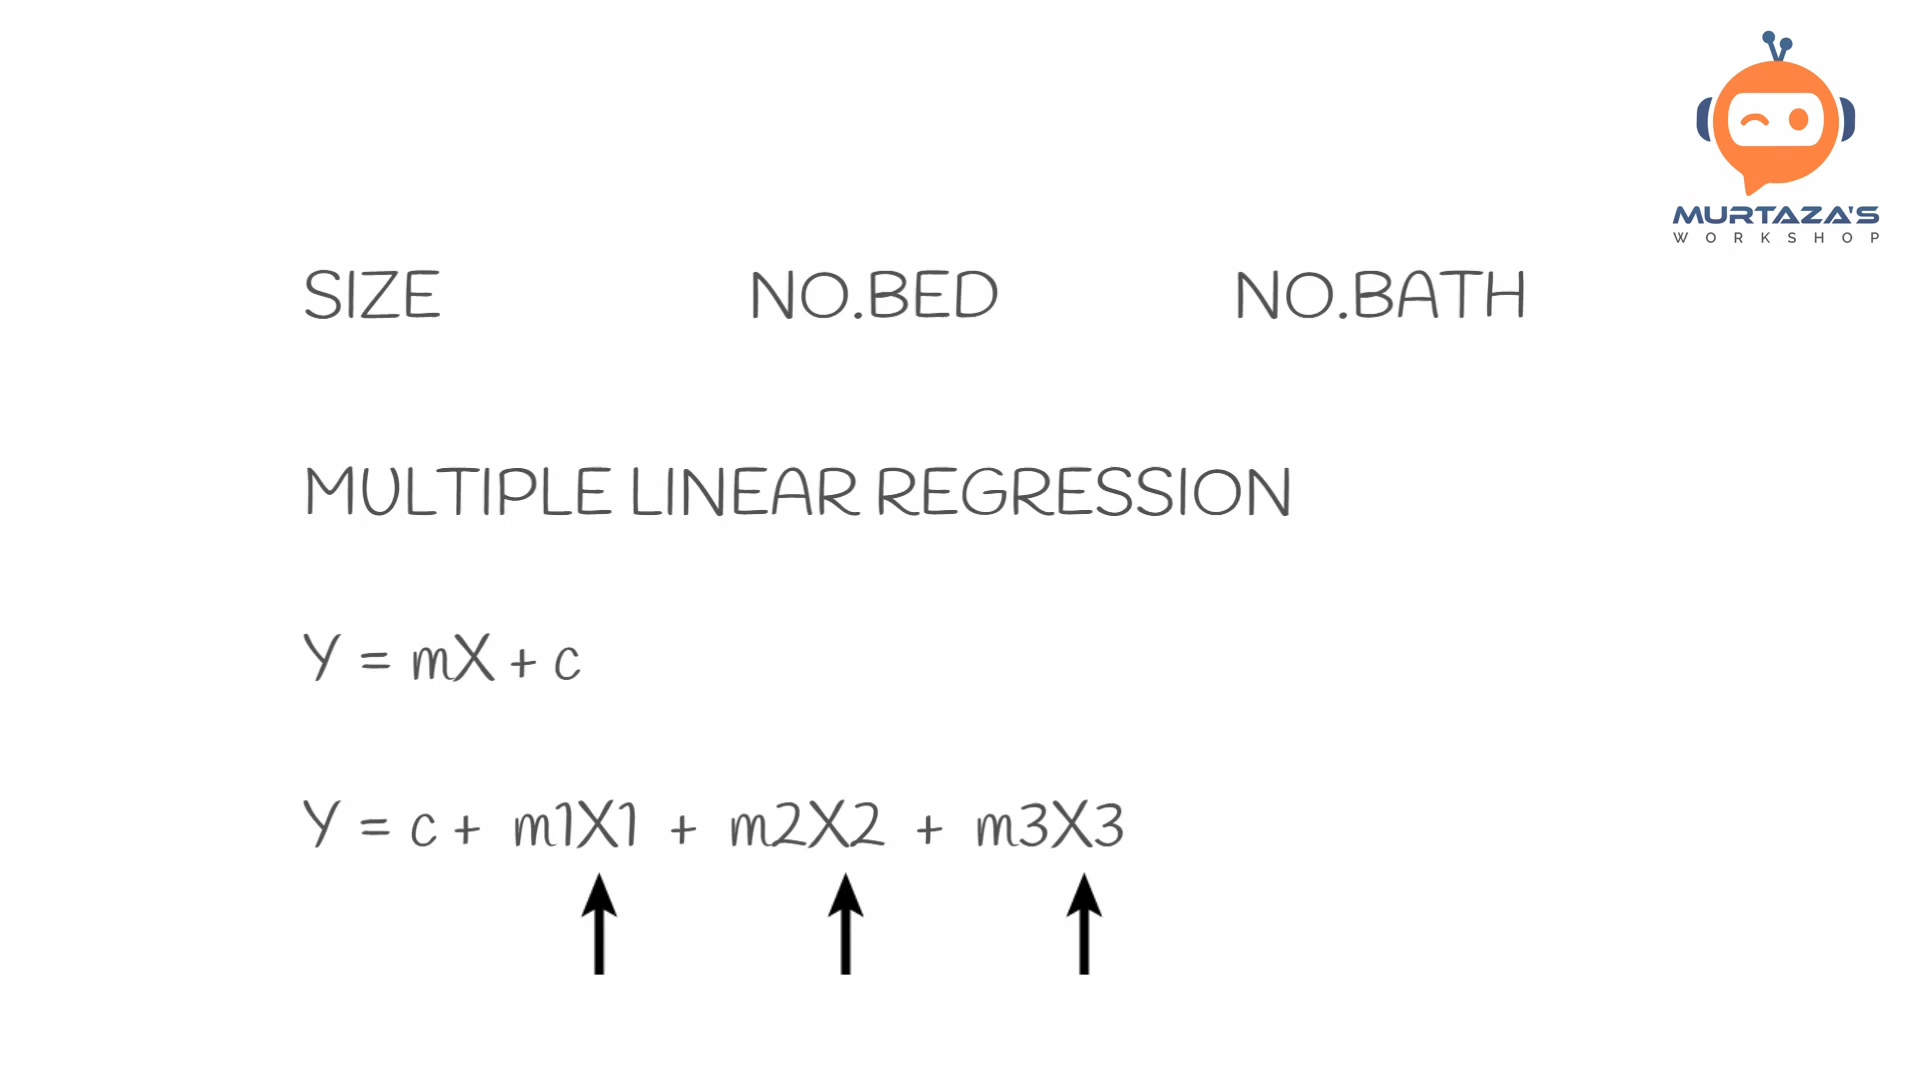 MURTAZA'S
WORKSHOP
SIZE NO.BED NO.BATH
MULTIPLE LINEAR REGRESSION
Y = mX + c
Y = c + m1X1 + m2X2 + m3X3